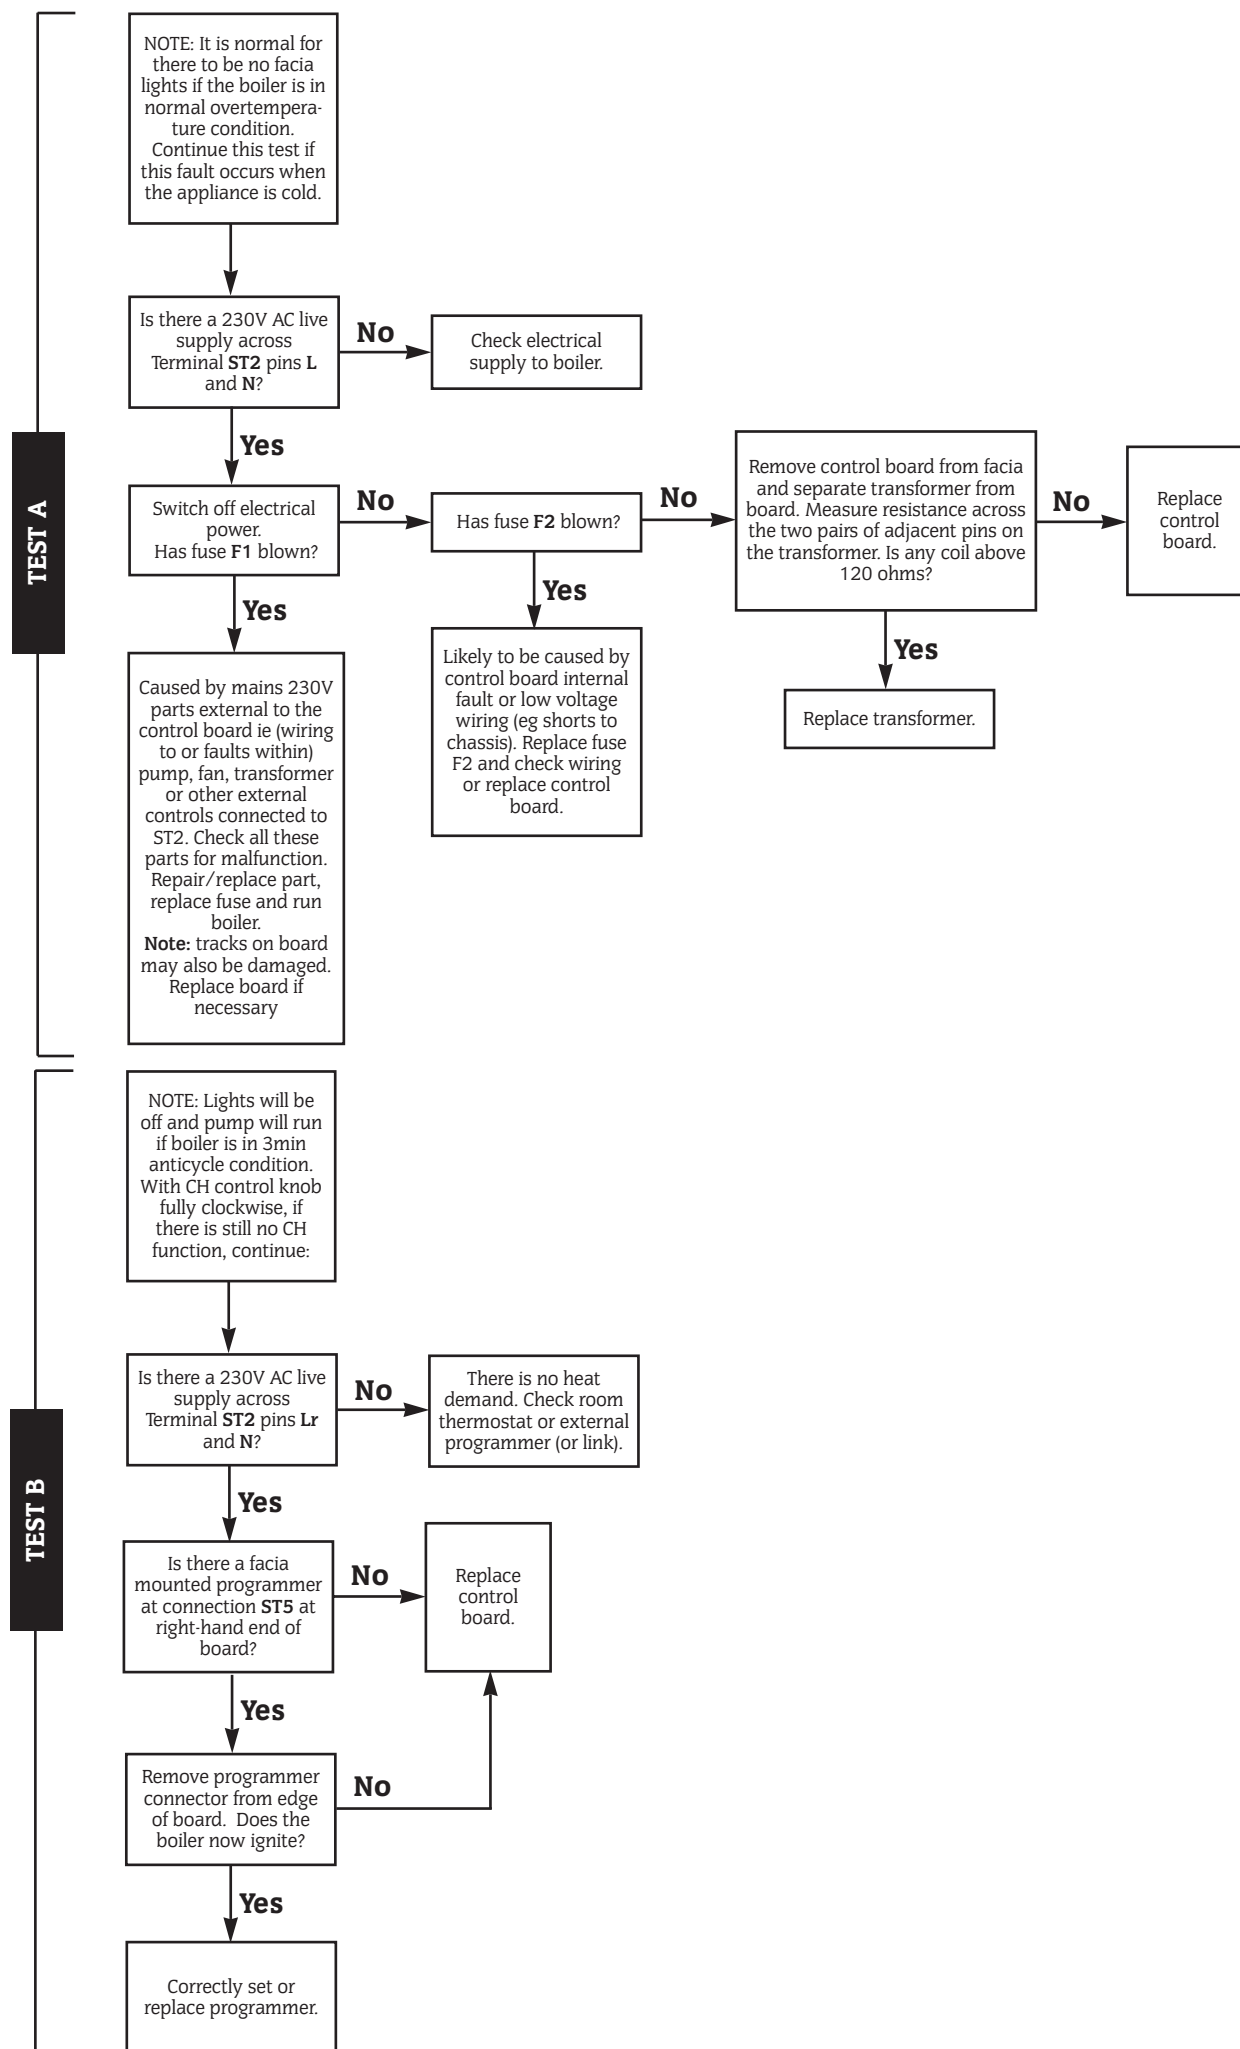 TEST A
NOTE: It is normal for
there to be no facia
lights if the boiler is in
normal overtempera-
ture condition.
Continue this test if
this fault occurs when
the appliance is cold.
Is there a 230V AC live
supply across
Terminal ST2 pins L
and N?
No
Check electrical
supply to boiler.
Yes
Switch off electrical
power.
Has fuse F1 blown?
No
Has fuse F2 blown?
No
Remove control board from facia
and separate transformer from
board. Measure resistance across
the two pairs of adjacent pins on
the transformer. Is any coil above
120 ohms?
No
Replace
control
board.
Yes
Caused by mains 230V
parts external to the
control board ie (wiring
to or faults within)
pump, fan, transformer
or other external
controls connected to
ST2. Check all these
parts for malfunction.
Repair/replace part,
replace fuse and run
boiler.
Note: tracks on board
may also be damaged.
Replace board if
necessary
Yes
Likely to be caused by
control board internal
fault or low voltage
wiring (eg shorts to
chassis). Replace fuse
F2 and check wiring
or replace control
board.
Yes
Replace transformer.
TEST B
NOTE: Lights will be
off and pump will run
if boiler is in 3min
anticycle condition.
With CH control knob
fully clockwise, if
there is still no CH
function, continue:
Is there a 230V AC live
supply across
Terminal ST2 pins Lr
and N?
No
There is no heat
demand. Check room
thermostat or external
programmer (or link).
Yes
Is there a facia
mounted programmer
at connection ST5 at
right-hand end of
board?
No
Replace
control
board.
Yes
Remove programmer
connector from edge
of board. Does the
boiler now ignite?
No
Yes
Correctly set or
replace programmer.